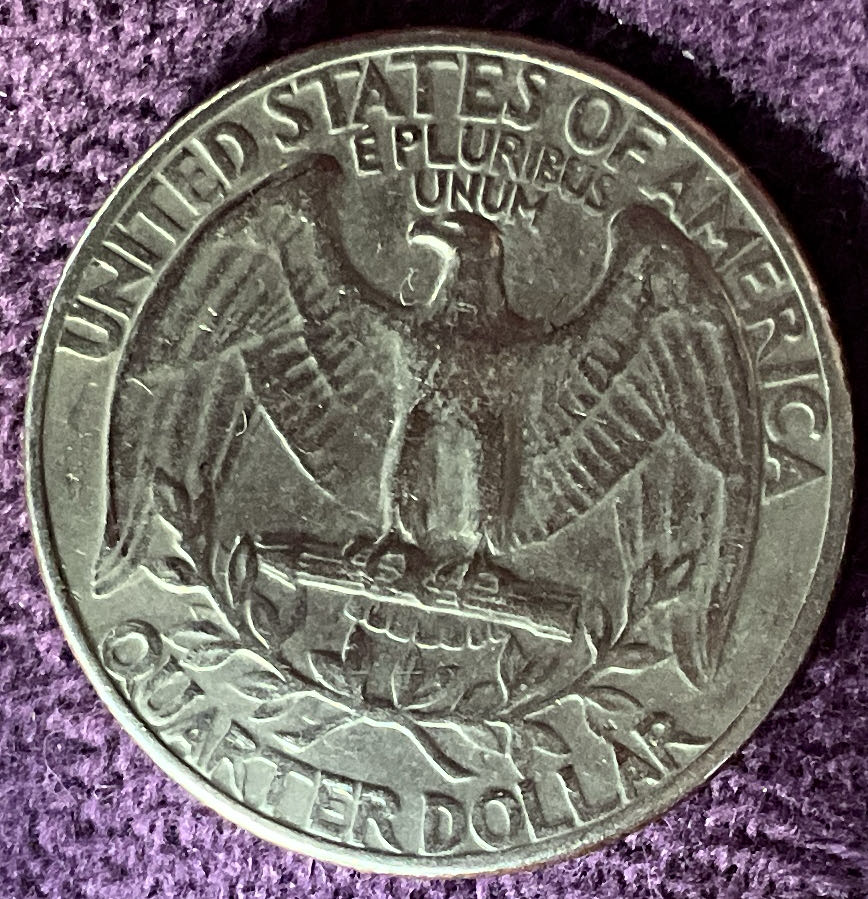 UNITED STATES OF AMERICA
E PLURIBUS
UNUM
QUARTER DOLLAR